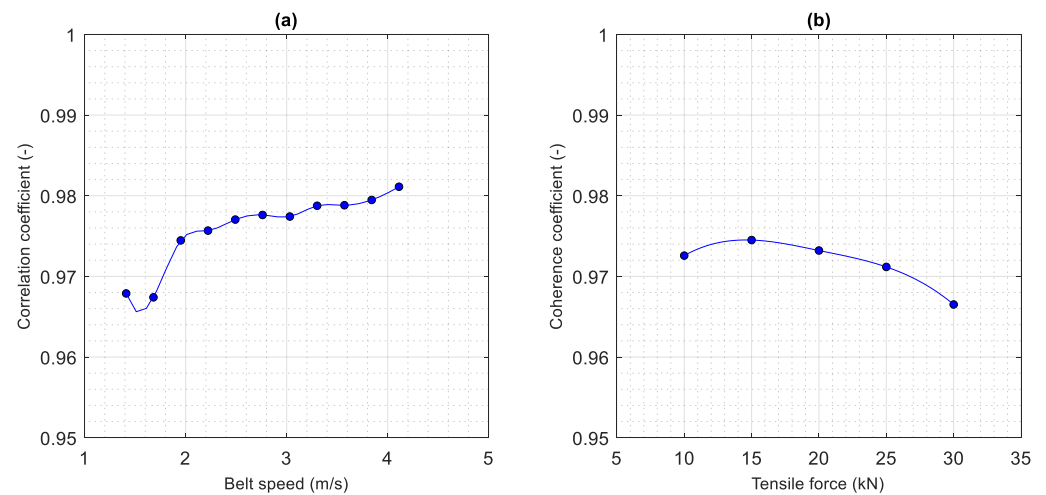 (a)
1
0.99
0.98
0.97
0.96
0.95
Correlation coefficient (-)
1 2 3 4 5
Belt speed (m/s)
(b)
1
0.99
0.98
0.97
0.96
0.95
Coherence coefficient (-)
5 10 15 20 25 30 35
Tensile force (kN)